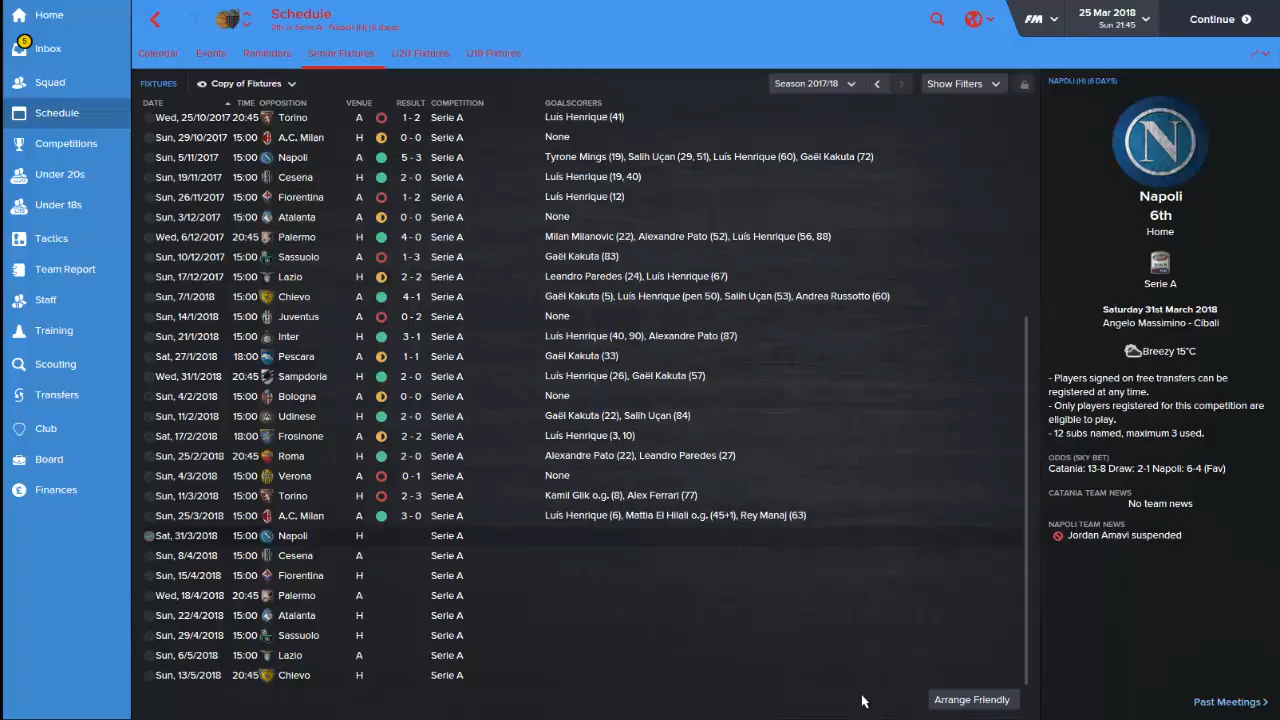 Home
5
Inbox
Squad
Schedule
Competitions
Under 20s
Under 18s
Tactics
Team Report
Staff
Training
Scouting
Transfers
Club
Board
Finances
Schedule
in Serie A Napoli (H) (6 days)
FM
25 Mar 2018
Sun 21:45
Continue
Calendar Events Reminders Senior Fixtures U20 Fixtures U18 Fixtures
FIXTURES Copy of Fixtures Season 2017/18 Show Filters
DATE TIME OPPOSITION VENUE RESULT COMPETITION GOALSCORERS
Wed, 25/10/2017 20:45 Torino A 1 - 2 Serie A Luís Henrique (41)
Sun, 29/10/2017 15:00 A.C. Milan H 0 - 0 Serie A None
Sun, 5/11/2017 15:00 Napoli A 5 - 3 Serie A Tyrone Mings (19), Salih Uçan (29, 51), Luís Henrique (60), Gaël Kakuta (72)
Sun, 19/11/2017 15:00 Cesena H 2 - 0 Serie A Luís Henrique (19, 40)
Sun, 26/11/2017 15:00 Fiorentina A 1 - 2 Serie A Luís Henrique (12)
Sun, 3/12/2017 15:00 Atalanta A 0 - 0 Serie A None
Wed, 6/12/2017 20:45 Palermo H 4 - 0 Serie A Milan Milanovic (22), Alexandre Pato (52), Luís Henrique (56, 88)
Sun, 10/12/2017 15:00 Sassuolo A 1 - 3 Serie A Gaël Kakuta (83)
Sun, 17/12/2017 15:00 Lazio H 2 - 2 Serie A Leandro Paredes (24), Luís Henrique (67)
Sun, 7/1/2018 15:00 Chievo A 4 - 1 Serie A Gaël Kakuta (5), Luís Henrique (pen 50), Salih Uçan (53), Andrea Russotto (60)
Sun, 14/1/2018 15:00 Juventus A 0 - 2 Serie A None
Sun, 21/1/2018 15:00 Inter H 3 - 1 Serie A Luís Henrique (40, 90), Alexandre Pato (87)
Sat, 27/1/2018 18:00 Pescara A 1 - 1 Serie A Gaël Kakuta (33)
Wed, 31/1/2018 20:45 Sampdoria H 2 - 0 Serie A Luís Henrique (26), Gaël Kakuta (57)
Sun, 4/2/2018 15:00 Bologna A 0 - 0 Serie A None
Sun, 11/2/2018 15:00 Udinese H 2 - 0 Serie A Gaël Kakuta (22), Salih Uçan (84)
Sat, 17/2/2018 18:00 Frosinone A 2 - 2 Serie A Luís Henrique (3, 10)
Sun, 25/2/2018 20:45 Roma H 2 - 0 Serie A Alexandre Pato (22), Leandro Paredes (27)
Sun, 4/3/2018 15:00 Verona A 0 - 1 Serie A None
Sun, 11/3/2018 15:00 Torino H 2 - 3 Serie A Kamil Glik o.g. (8), Alex Ferrari (77)
Sun, 25/3/2018 15:00 A.C. Milan A 3 - 0 Serie A Luís Henrique (6), Mattia El Hilali o.g. (45+1), Rey Manaj (63)
Sat, 31/3/2018 15:00 Napoli H Serie A
Sun, 8/4/2018 15:00 Cesena A Serie A
Sun, 15/4/2018 15:00 Fiorentina H Serie A
Wed, 18/4/2018 20:45 Palermo A Serie A
Sun, 22/4/2018 15:00 Atalanta H Serie A
Sun, 29/4/2018 15:00 Sassuolo H Serie A
Sun, 6/5/2018 15:00 Lazio A Serie A
Sun, 13/5/2018 20:45 Chievo H Serie A
Arrange Friendly
NAPOLI (H) (6 DAYS)
N
Napoli
6th
Home
Serie A
Saturday 31st March 2018
Angelo Massimino - Cibali
Breezy 15°C
- Players signed on free transfers can be
registered at any time.
- Only players registered for this competition are
eligible to play.
- 12 subs named, maximum 3 used.
ODDS (SKY BET)
Catania: 13-8 Draw: 2-1 Napoli: 6-4 (Fav)
CATANIA TEAM NEWS
No team news
NAPOLI TEAM NEWS
Jordan Amavi suspended
Past Meetings >